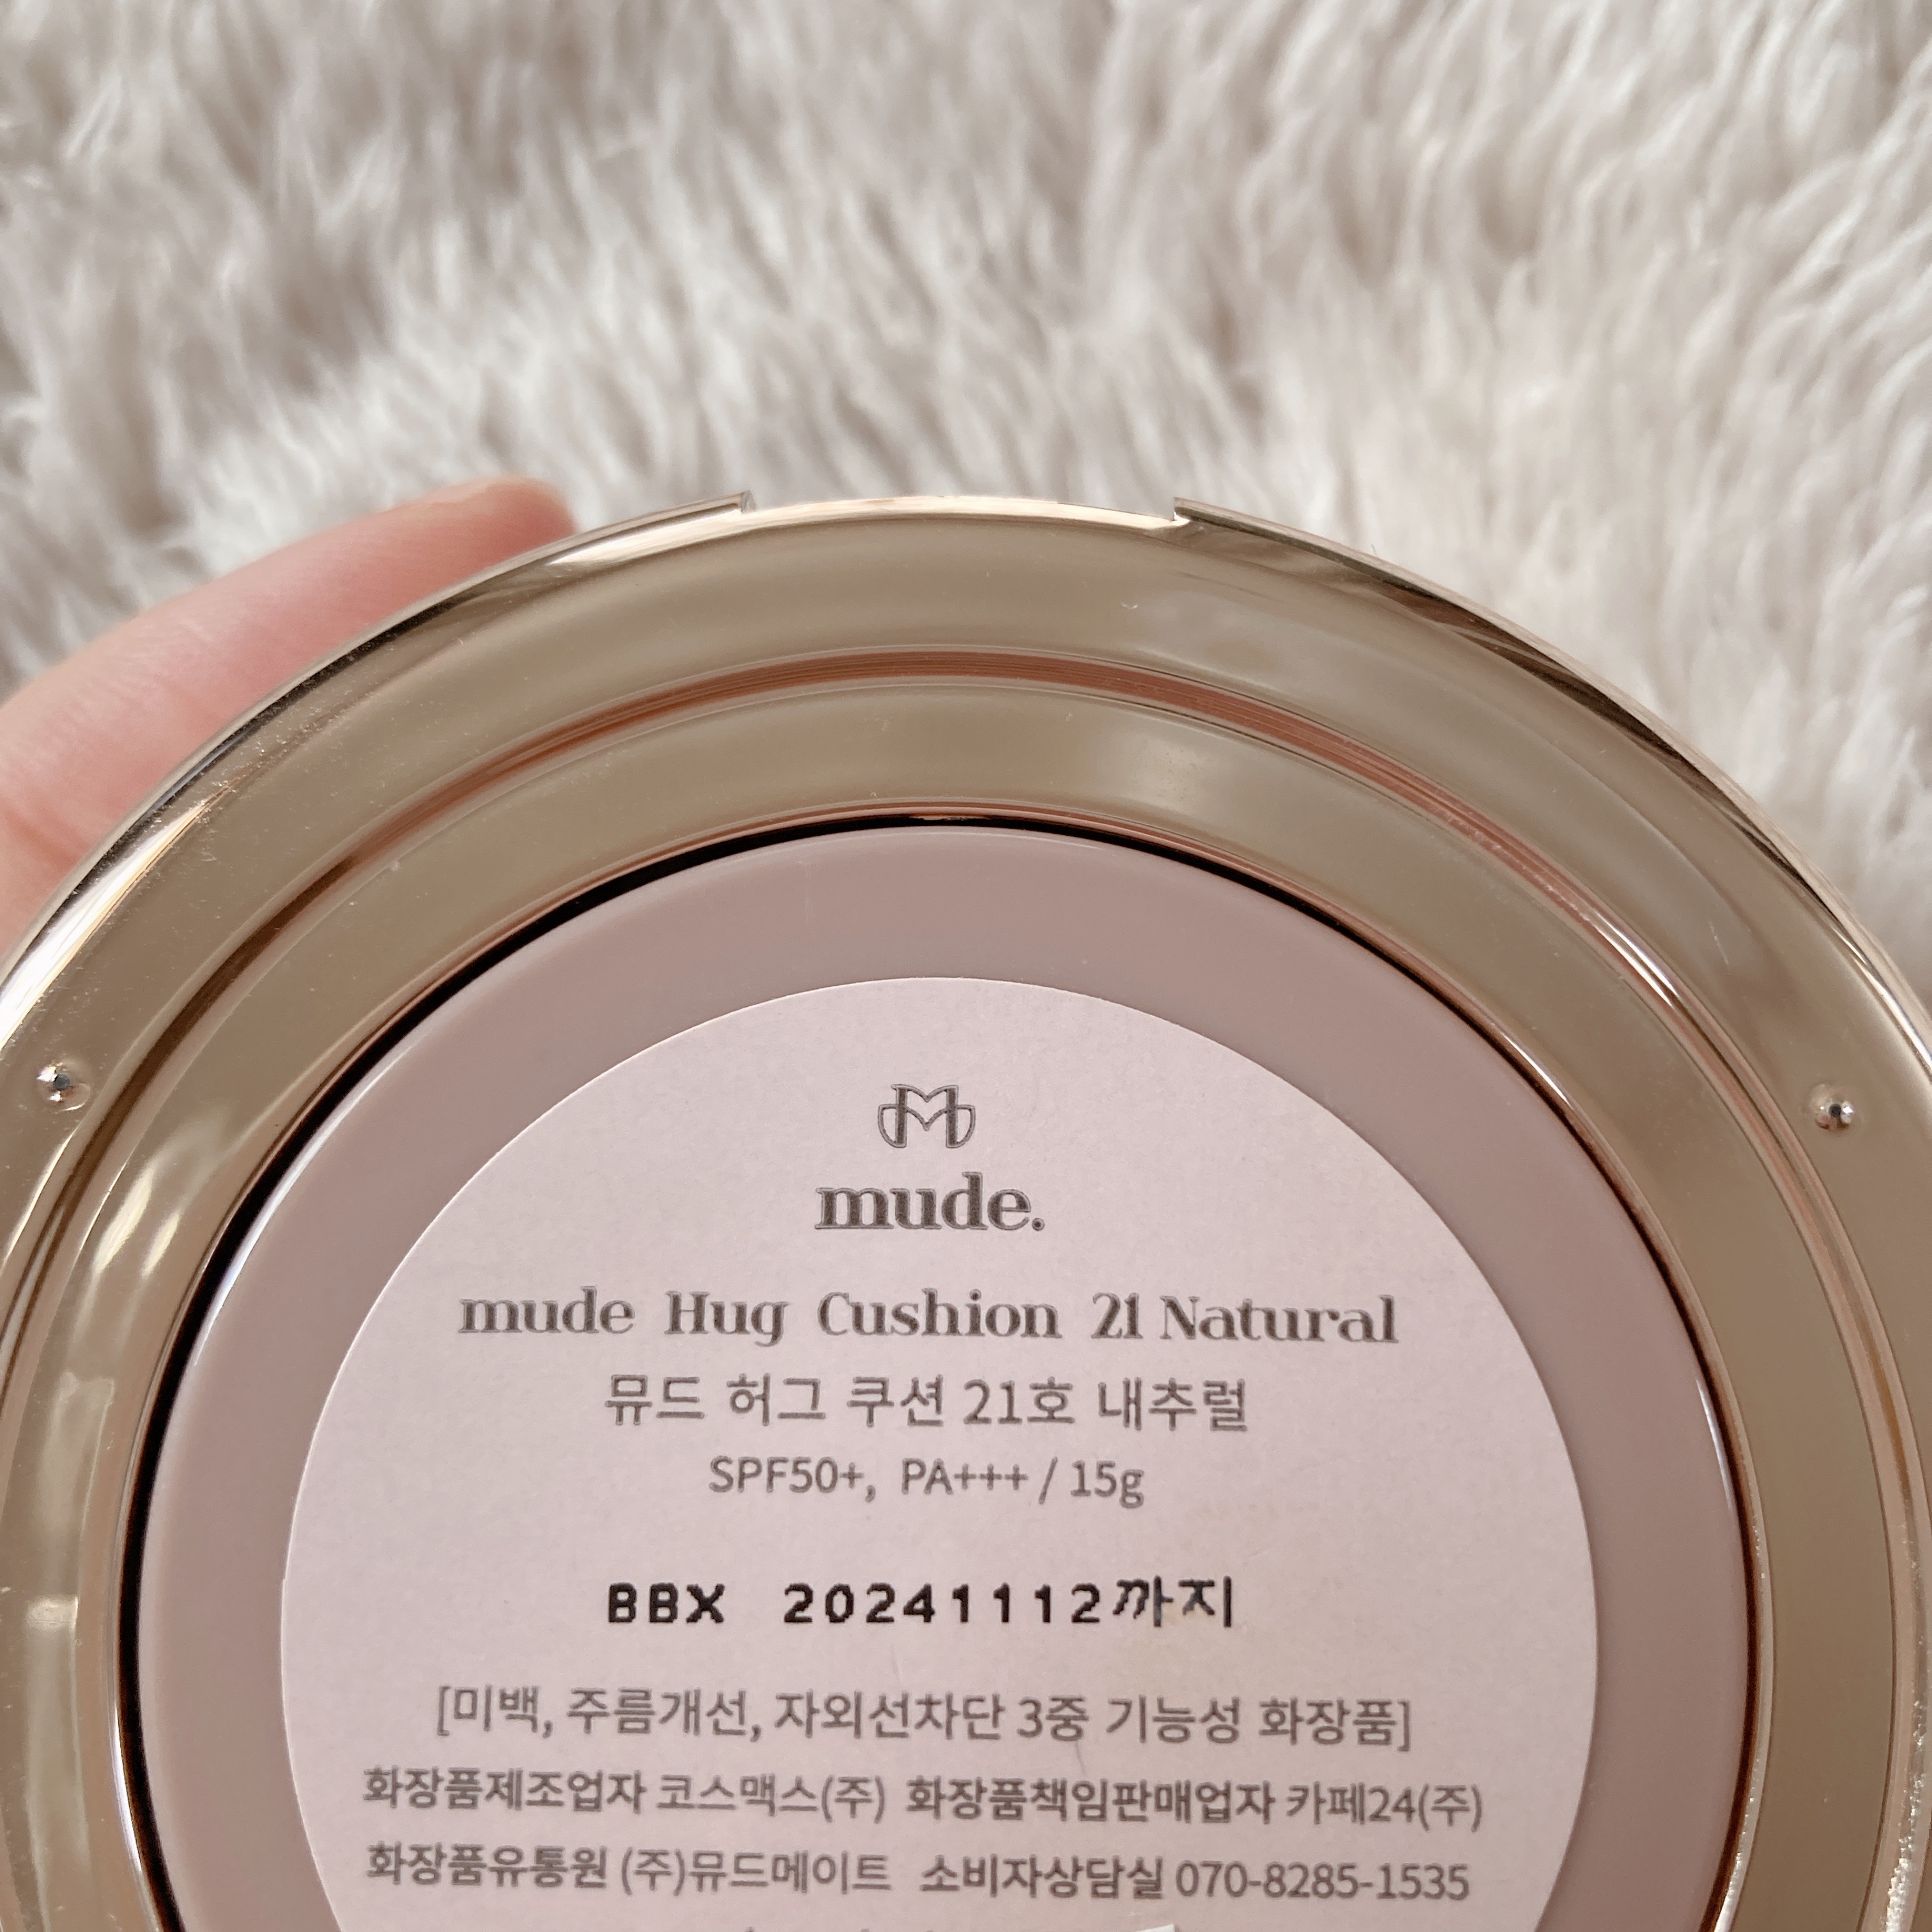 mude.
mude Hug Cushion 21 Natural
뮤드 허그 쿠션 21호 내추럴
SPF50+, PA+++ / 15g
BBX 20241112까지
[미백, 주름개선, 자외선차단 3중 기능성 화장품]
화장품제조업자 코스맥스(주) 화장품책임판매업자 카페24(주)
화장품유통원 (주)뮤드메이트 소비자상담실 070-8285-1535